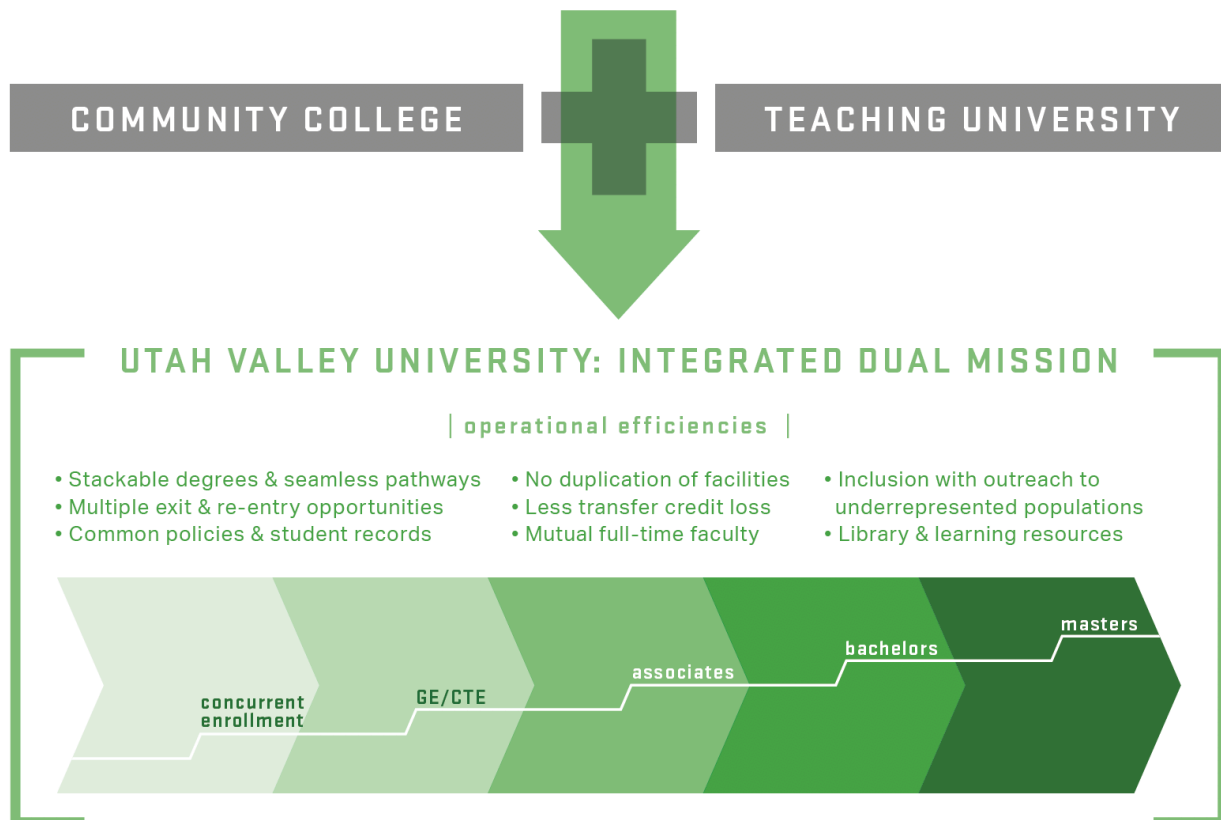 COMMUNITY COLLEGE
TEACHING UNIVERSITY
UTAH VALLEY UNIVERSITY: INTEGRATED DUAL MISSION
| operational efficiencies |
• Stackable degrees & seamless pathways
• Multiple exit & re-entry opportunities
• Common policies & student records
• No duplication of facilities
• Less transfer credit loss
• Mutual full-time faculty
• Inclusion with outreach to
underrepresented populations
• Library & learning resources
concurrent
enrollment
GE/CTE
associates
bachelors
masters